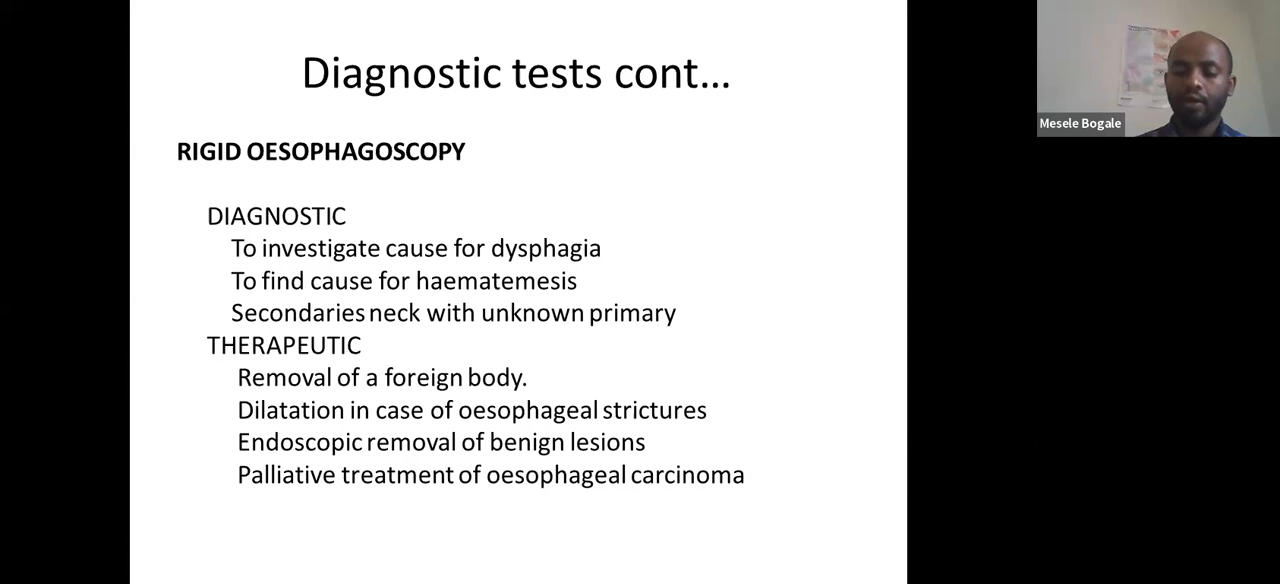 Diagnostic tests cont...
RIGID OESOPHAGOSCOPY
DIAGNOSTIC
To investigate cause for dysphagia
To find cause for haematemesis
Secondaries neck with unknown primary
THERAPEUTIC
Removal of a foreign body.
Dilatation in case of oesophageal strictures
Endoscopic removal of benign lesions
Palliative treatment of oesophageal carcinoma
Mesele Bogale